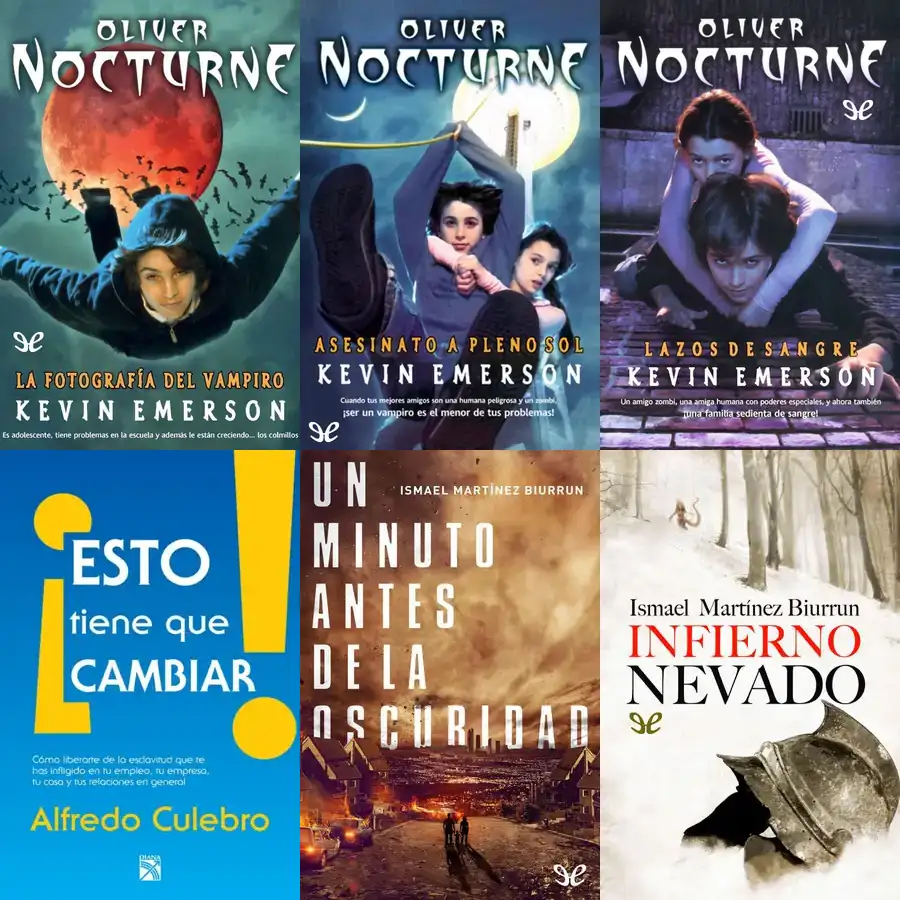 OLIVER
NOCTURNE
LA FOTOGRAFÍA DEL VAMPIRO
KEVIN EMERSON
Es adolescente, tiene problemas en la escuela y además le están creciendo... los colmillos
OLIVER
NOCTURNE
ASESINATO A PLENO SOL
KEVIN EMERSON
Cuando tus mejores amigos son una humana peligrosa y un zombi,
¡ser un vampiro es el menor de tus problemas!
OLIVER
NOCTURNE
LAZOS DE SANGRE
KEVIN EMERSON
Un amigo zombi, una amiga humana con poderes especiales, y ahora también
¡una familia sedienta de sangre!
¡ESTO
tiene que
CAMBIAR!
Cómo liberarte de la esclavitud que te
has infligido en tu empleo, tu empresa,
tu casa y tus relaciones en general
Alfredo Culebro
DIANA
UN
ISMAEL MARTÍNEZ BIURRUN
MINUTO
ANTES
DE LA
OSCURIDAD
Ismael Martínez Biurrun
INFIERNO
NEVADO